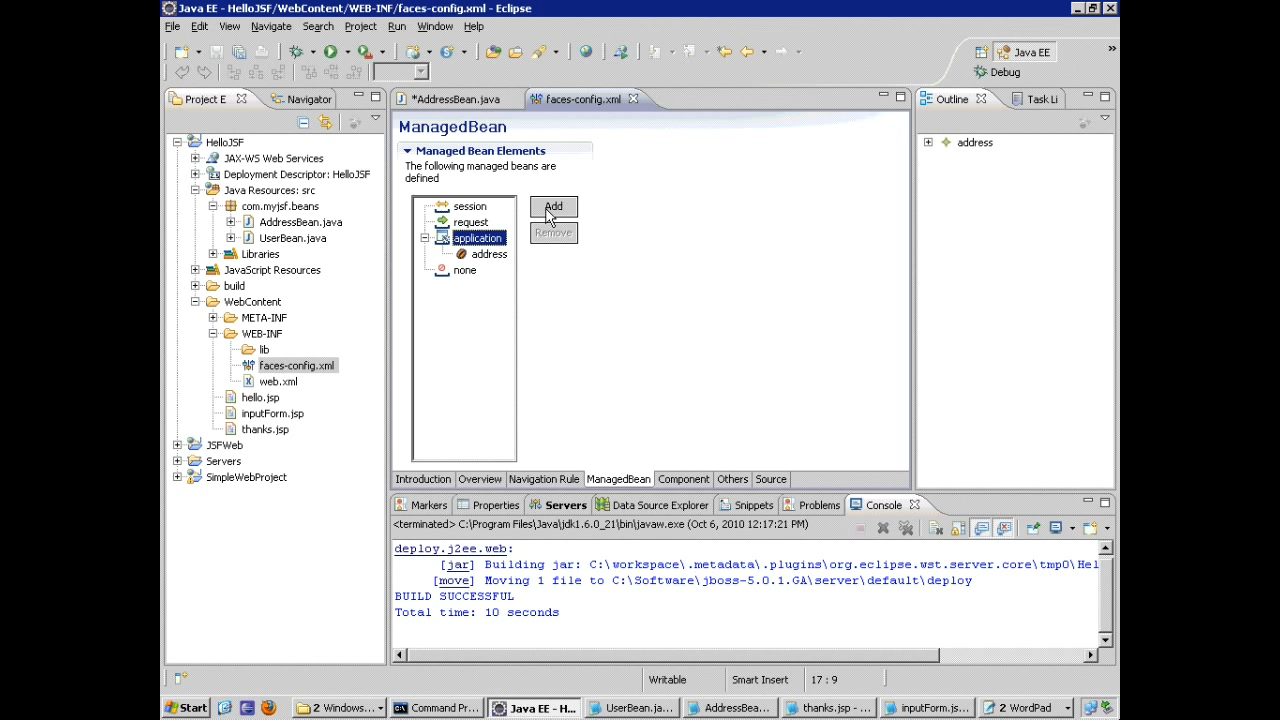 Java EE - HelloJSF/WebContent/WEB-INF/faces-config.xml - Eclipse
File Edit View Navigate Search Project Run Window Help
Java EE
Debug
Project E
Navigator
*AddressBean.java
faces-config.xml
Outline
Task Li
HelloJSF
JAX-WS Web Services
Deployment Descriptor: HelloJSF
Java Resources: src
com.myjsf.beans
AddressBean.java
UserBean.java
Libraries
JavaScript Resources
build
WebContent
META-INF
WEB-INF
lib
faces-config.xml
web.xml
hello.jsp
inputForm.jsp
thanks.jsp
JSFWeb
Servers
SimpleWebProject
ManagedBean
Managed Bean Elements
The following managed beans are
defined
session
request
application
address
none
Add
Remove
Introduction Overview Navigation Rule ManagedBean Component Others Source
address
Markers Properties Servers Data Source Explorer Snippets Problems Console
<terminated> C:\Program Files\Java\jdk1.6.0_21\bin\javaw.exe (Oct 6, 2010 12:17:21 PM)
deploy.j2ee.web:
[jar] Building jar: C:\workspace\.metadata\.plugins\org.eclipse.wst.server.core\tmp0\Hel
[move] Moving 1 file to C:\Software\jboss-5.0.1.GA\server\default\deploy
BUILD SUCCESSFUL
Total time: 10 seconds
Writable Smart Insert 17 : 9
Start 2 Windows... Command Pr... Java EE - H... UserBean.ja... AddressBea... thanks.jsp - ... inputForm.js... 2 WordPad